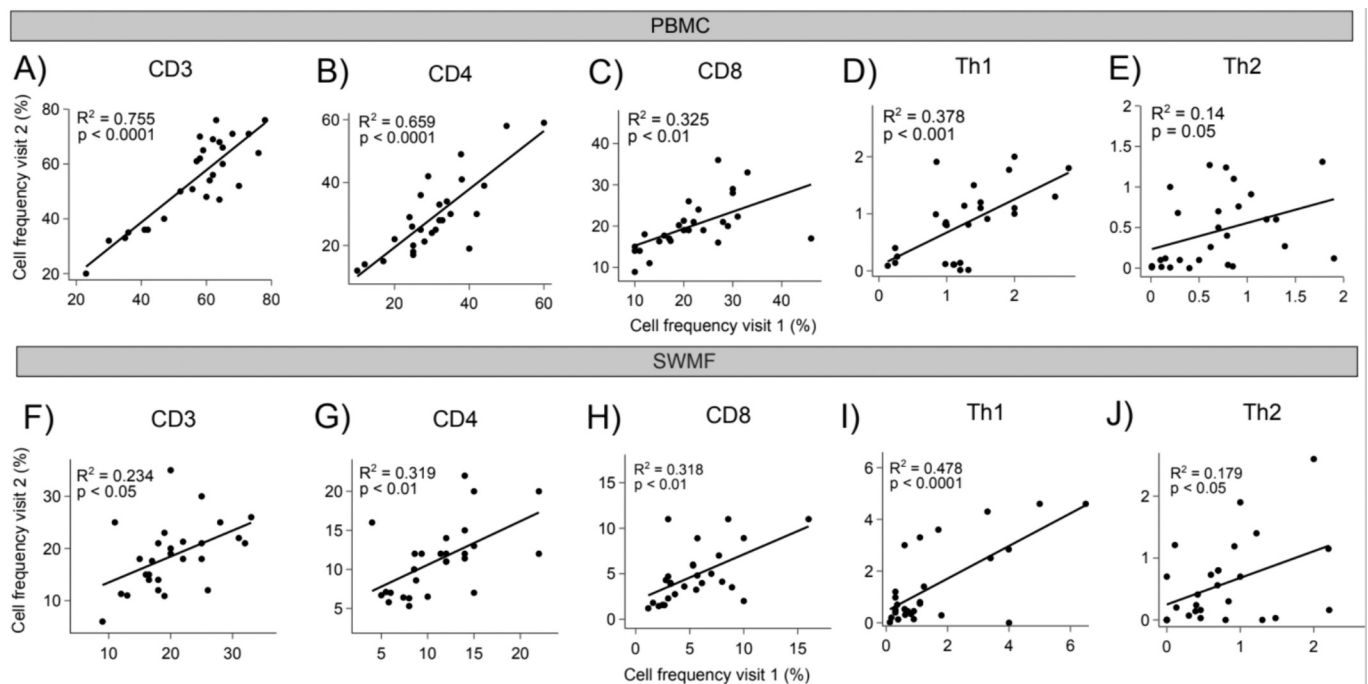 PBMC
A) CD3
Cell frequency visit 2 (%)
R² = 0.755
p < 0.0001
80
60
40
20
20 40 60 80
B) CD4
R² = 0.659
p < 0.0001
60
40
20
20 40 60
C) CD8
R² = 0.325
p < 0.01
40
30
20
10
10 20 30 40
Cell frequency visit 1 (%)
D) Th1
R² = 0.378
p < 0.001
2
1
0
0 1 2
E) Th2
R² = 0.14
p = 0.05
2
1.5
1
0.5
0
0 0.5 1 1.5 2
SWMF
F) CD3
Cell frequency visit 2 (%)
R² = 0.234
p < 0.05
30
20
10
10 20 30
G) CD4
R² = 0.319
p < 0.01
20
15
10
5
5 10 15 20
H) CD8
R² = 0.318
p < 0.01
15
10
5
0
0 5 10 15
Cell frequency visit 1 (%)
I) Th1
R² = 0.478
p < 0.0001
6
4
2
0
0 2 4 6
J) Th2
R² = 0.179
p < 0.05
2
1
0
0 1 2